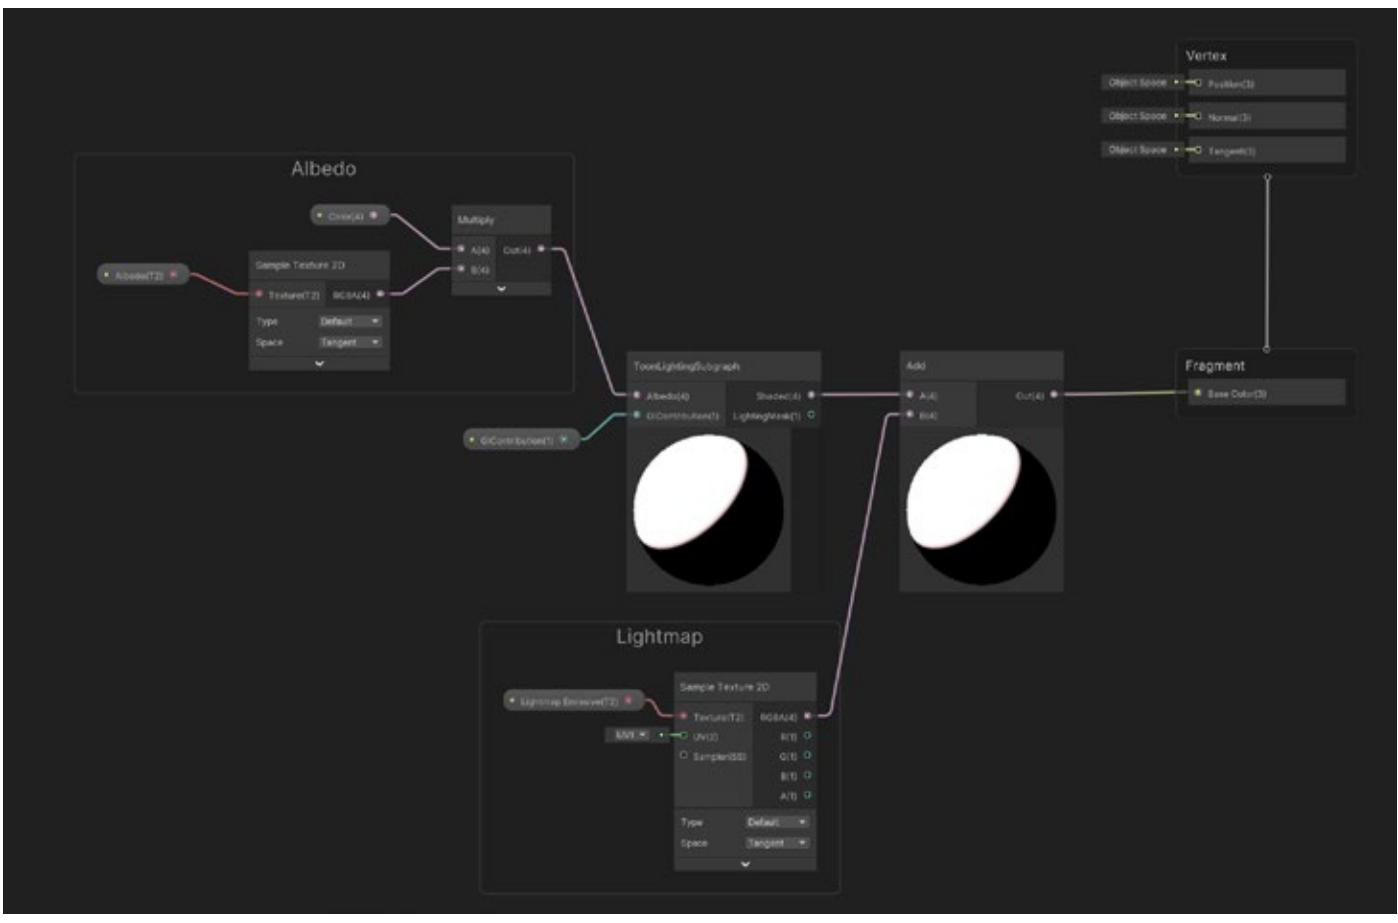 Vertex
Object Space
Position(3)
Object Space
Normal(3)
Object Space
Tangent(3)
Albedo
Color(4)
Multiply
A(4) Out(4)
B(4)
Albedo(T2)
Sample Texture 2D
Texture(T2) RGBA(4)
Type Default
Space Tangent
ToonLightingSubgraph
Albedo(4) Shaded(4)
GIContribution(1) LightingMask(1)
GIContribution(1)
Add
A(4) Out(4)
B(4)
Fragment
Base Color(3)
Lightmap
Lightmap Emissive(T2)
Sample Texture 2D
Texture(T2) RGBA(4)
UV1
UV(2) R(1)
Sampler(SS) G(1)
B(1)
A(1)
Type Default
Space Tangent